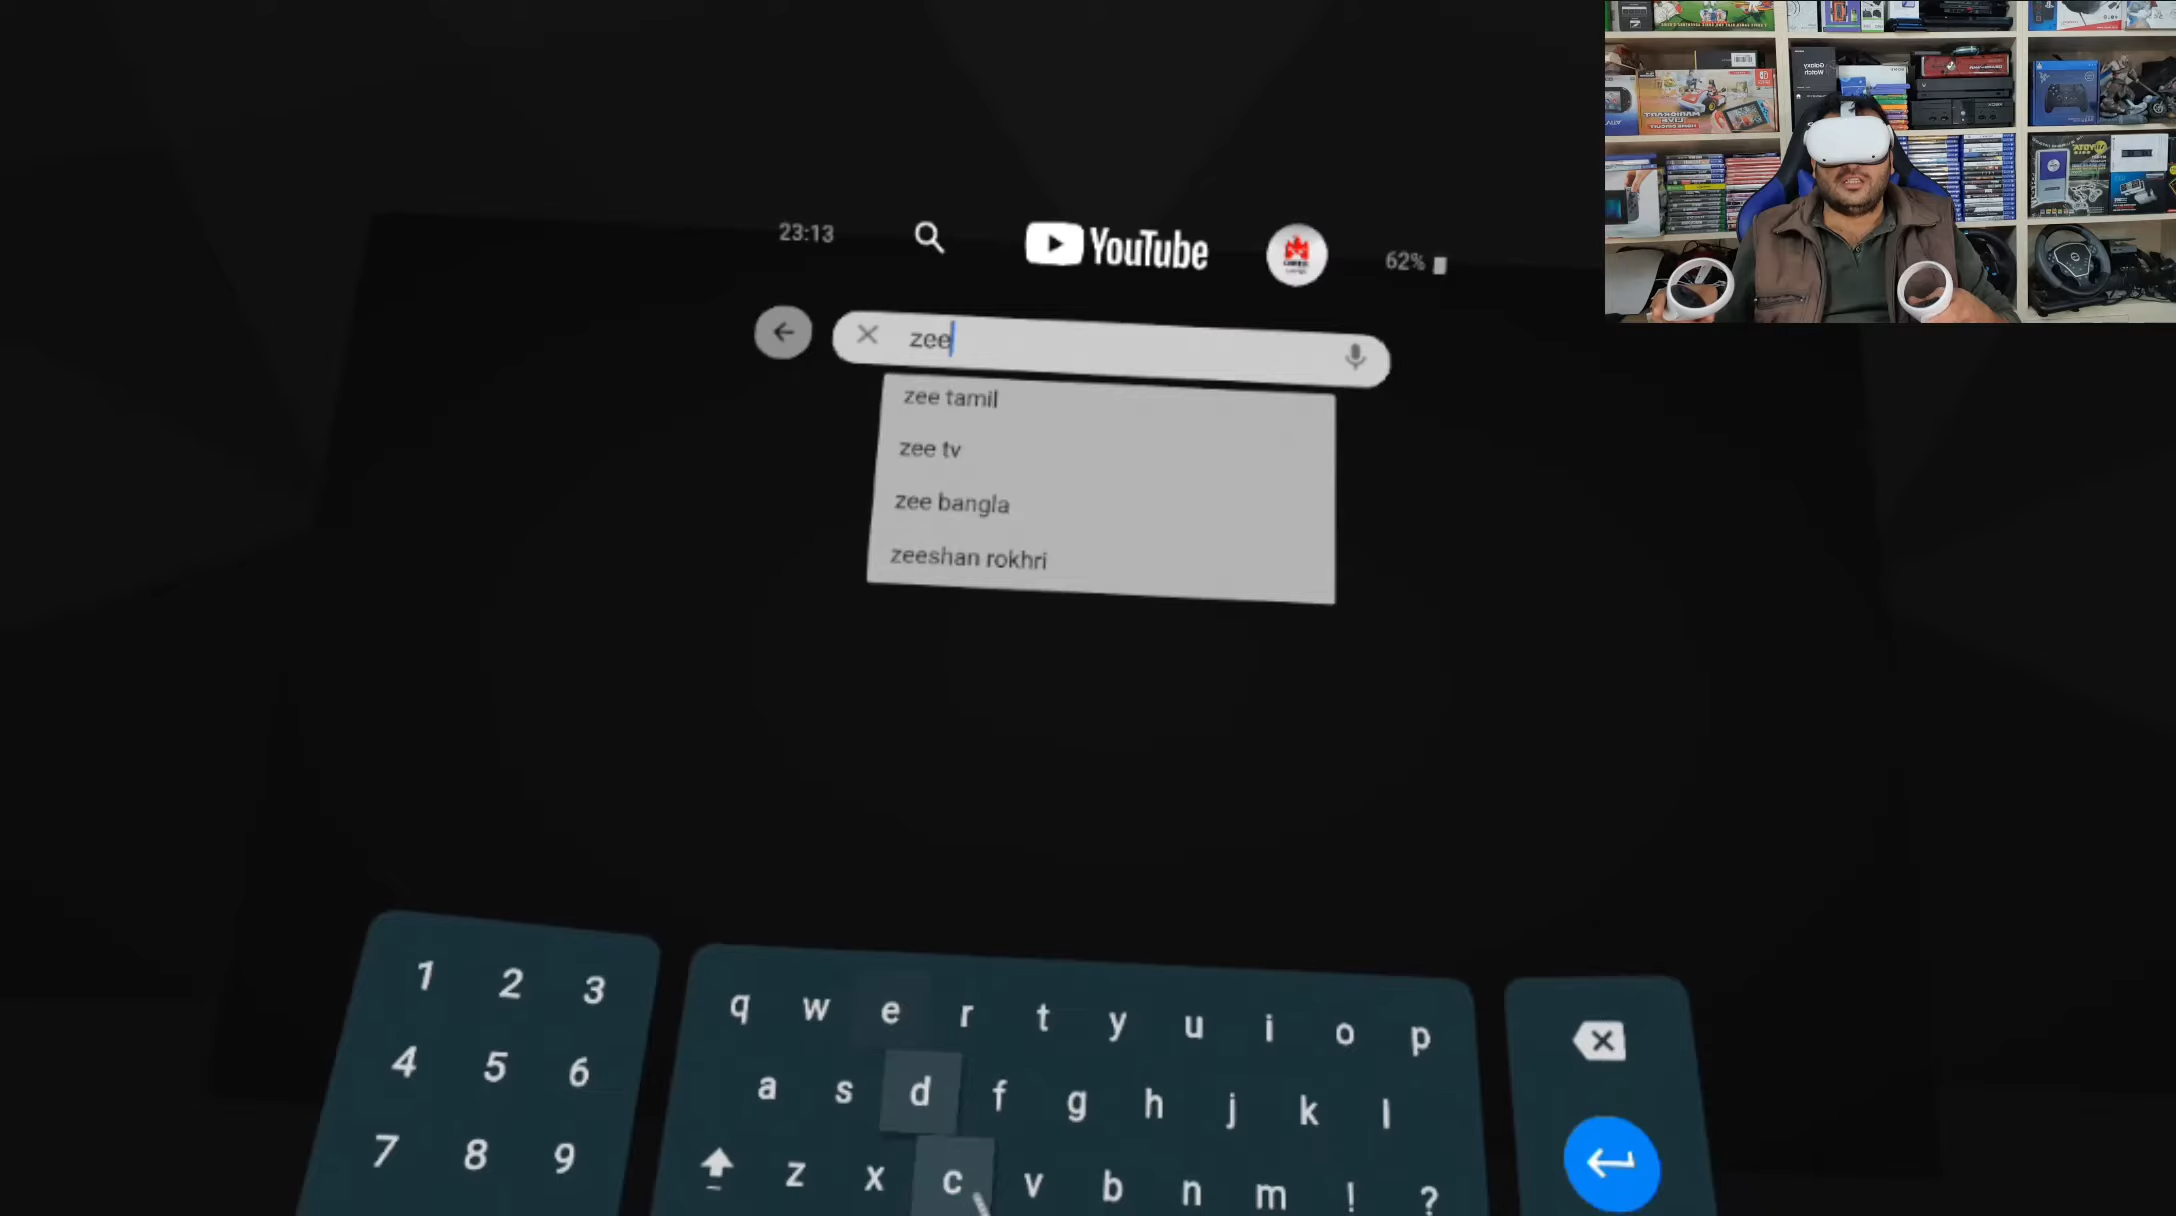 23:13
YouTube
62%
zee
zee tamil
zee tv
zee bangla
zeeshan rokhri
1 2 3
q w e r t y u i o p
4 5 6
a s d f g h j k l
7 8 9
z x c v b n m ! ?